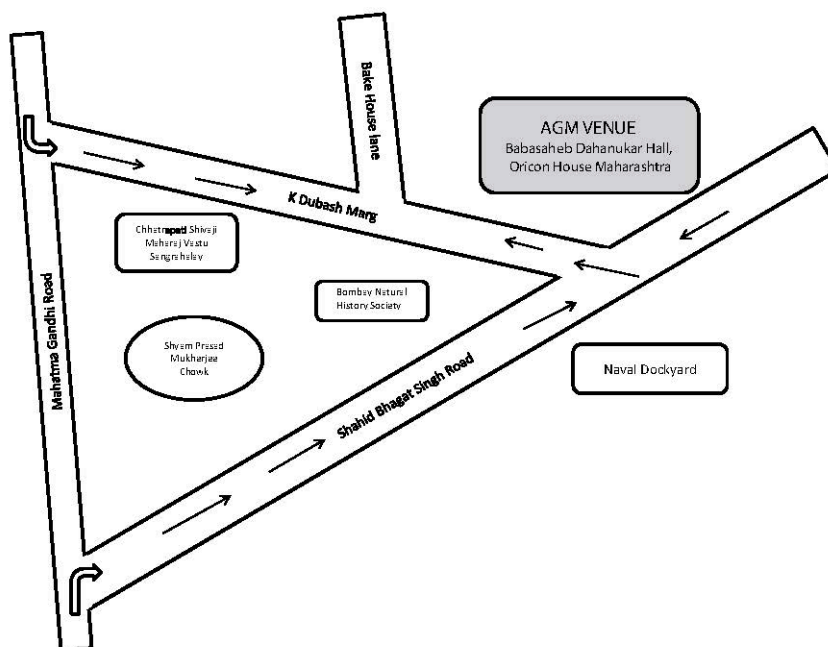 Bake House lane
AGM VENUE
Babasaheb Dahanukar Hall,
Oricon House Maharashtra
K Dubash Marg
Chhatrapati Shivaji
Maharaj Vastu
Sangrahalay
Mahatma Gandhi Road
Bombay Natural
History Society
Shyam Prasad
Mukherjee
Chowk
Shahid Bhagat Singh Road
Naval Dockyard